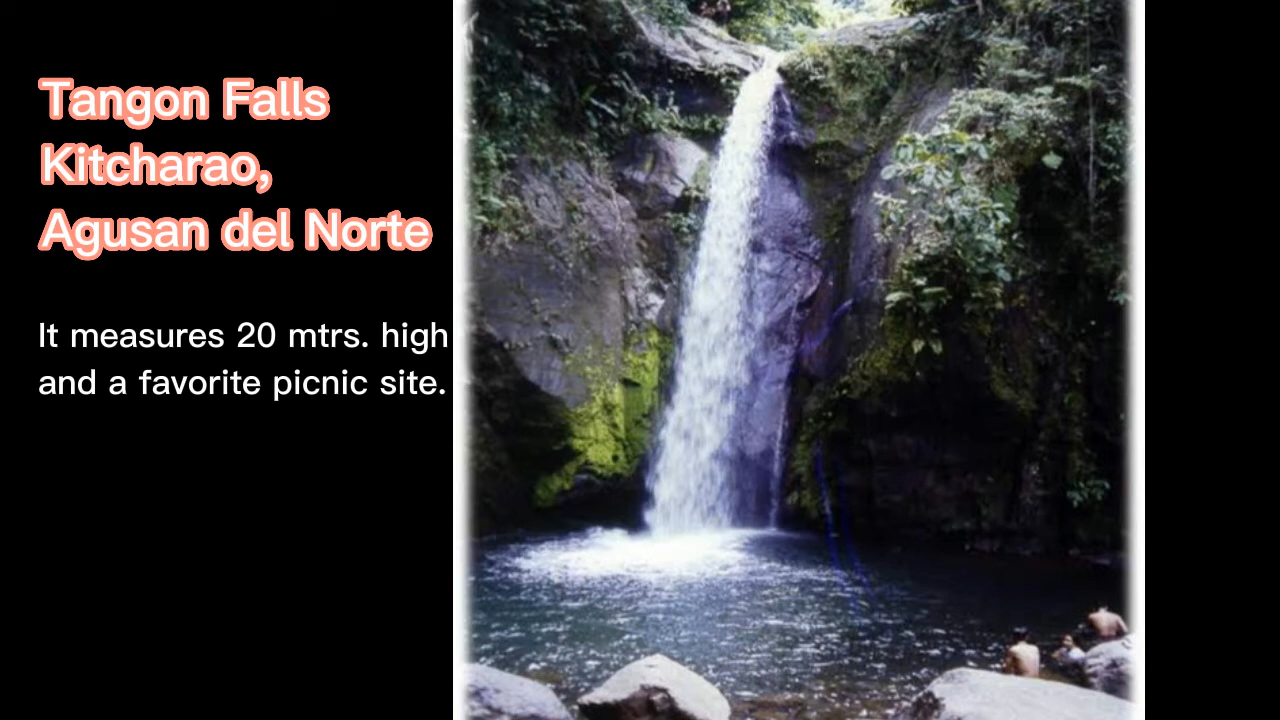 Tangon Falls
Kitcharao,
Agusan del Norte
It measures 20 mtrs. high
and a favorite picnic site.